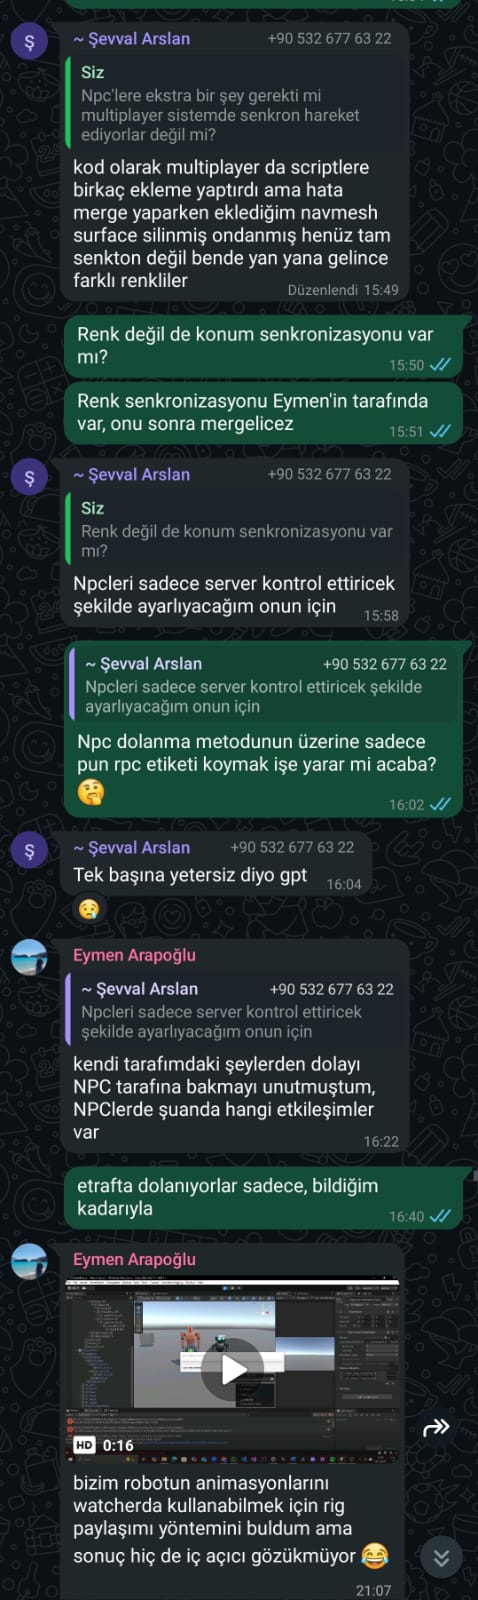 Ş
~ Şevval Arslan +90 532 677 63 22
Siz
Npc'lere ekstra bir şey gerekti mi
multiplayer sistemde senkron hareket
ediyorlar değil mi?
kod olarak multiplayer da scriptlere
birkaç ekleme yaptırdı ama hata
merge yaparken eklediğim navmesh
surface silinmiş ondanmış henüz tam
senkton değil bende yan yana gelince
farklı renkliler
Düzenlendi 15:49
Renk değil de konum senkronizasyonu var
mı?
15:50
Renk senkronizasyonu Eymen'in tarafında
var, onu sonra mergelicez
15:51
Ş
~ Şevval Arslan +90 532 677 63 22
Siz
Renk değil de konum senkronizasyonu var
mı?
Npcleri sadece server kontrol ettiricek
şekilde ayarlıyacağım onun için
15:58
~ Şevval Arslan +90 532 677 63 22
Npcleri sadece server kontrol ettiricek şekilde
ayarlıyacağım onun için
Npc dolanma metodunun üzerine sadece
pun rpc etiketi koymak işe yarar mi acaba?
🤔
16:02
Ş
~ Şevval Arslan +90 532 677 63 22
Tek başına yetersiz diyo gpt
16:04
😢
Eymen Arapoğlu
~ Şevval Arslan +90 532 677 63 22
Npcleri sadece server kontrol ettiricek
şekilde ayarlıyacağım onun için
kendi tarafımdaki şeylerden dolayı
NPC tarafına bakmayı unutmuştum,
NPClerde şuanda hangi etkileşimler
var
16:22
etrafta dolanıyorlar sadece, bildiğim
kadarıyla
16:40
Eymen Arapoğlu
HD 0:16
bizim robotun animasyonlarını
watcherda kullanabilmek için rig
paylaşımı yöntemini buldum ama
sonuç hiç de iç açıcı gözükmüyor 😂
21:07